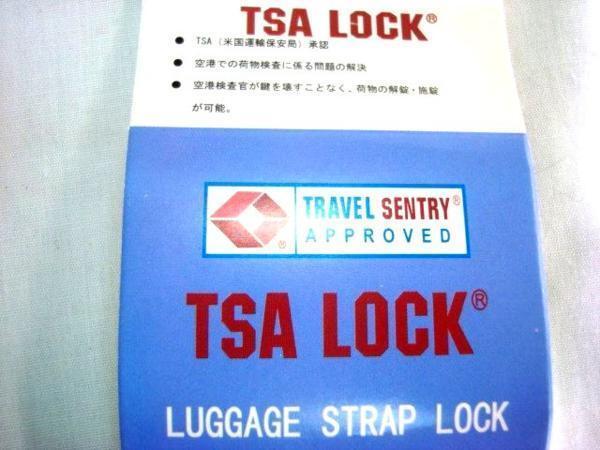 TSA LOCK®
● TSA（米国運輸保安局）承認
● 空港での荷物検査に係る問題の解決
● 空港検査官が鍵を壊すことなく、荷物の解錠・施錠
が可能。
TRAVEL SENTRY®
® APPROVED
TSA LOCK®
LUGGAGE STRAP LOCK